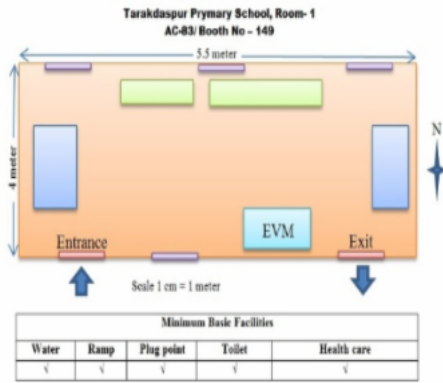 Tarakdaspur Prymary School, Room- 1
AC-83/ Booth No – 149
5.5 meter
4 meter
N
EVM
Entrance
Exit
Scale 1 cm = 1 meter
Minimum Basic Facilities
Water Ramp Plug point Toilet Health care
√ √ √ √ √